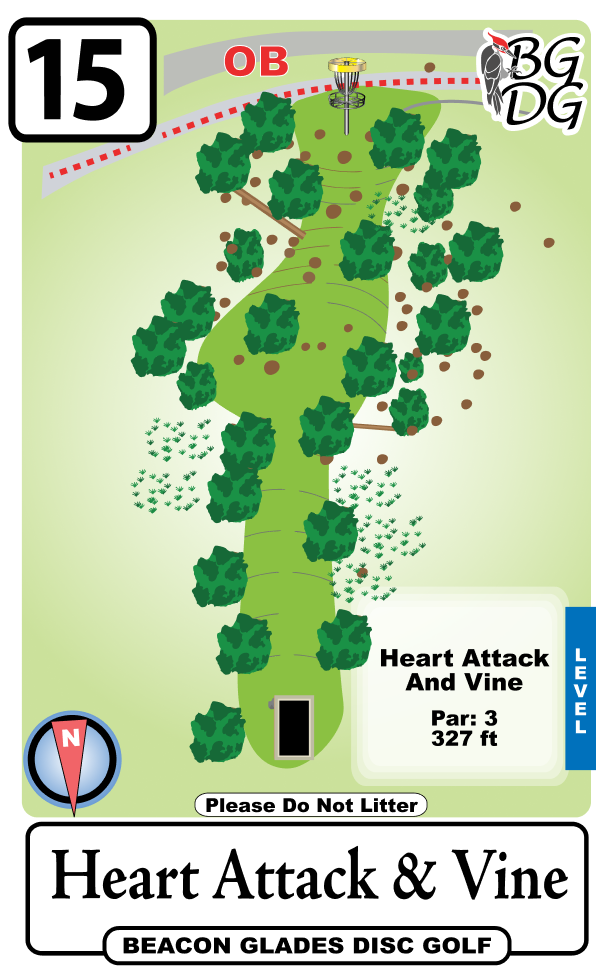 15
OB
BG
DG
Heart Attack
And Vine
Par: 3
327 ft
LEVEL
N
Please Do Not Litter
Heart Attack & Vine
BEACON GLADES DISC GOLF